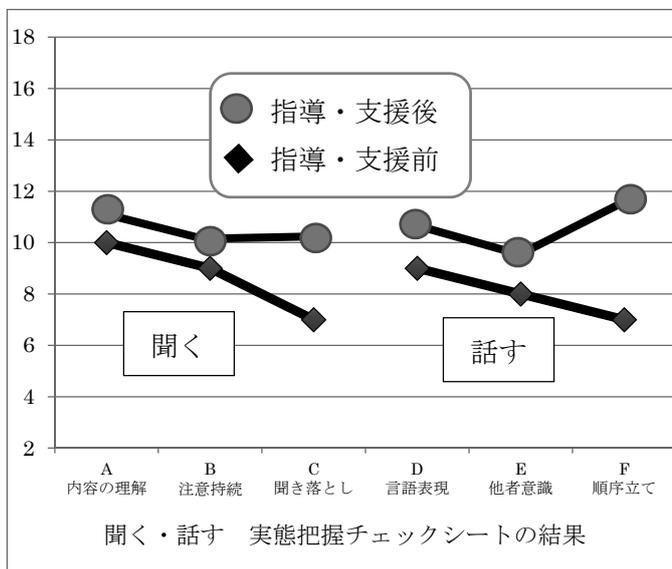 18
16
14
12
10
8
6
4
2
指導・支援後
指導・支援前
聞く
話す
A B C D E F
内容の理解 注意持続 聞き落とし 言語表現 他者意識 順序立て
聞く・話す　実態把握チェックシートの結果